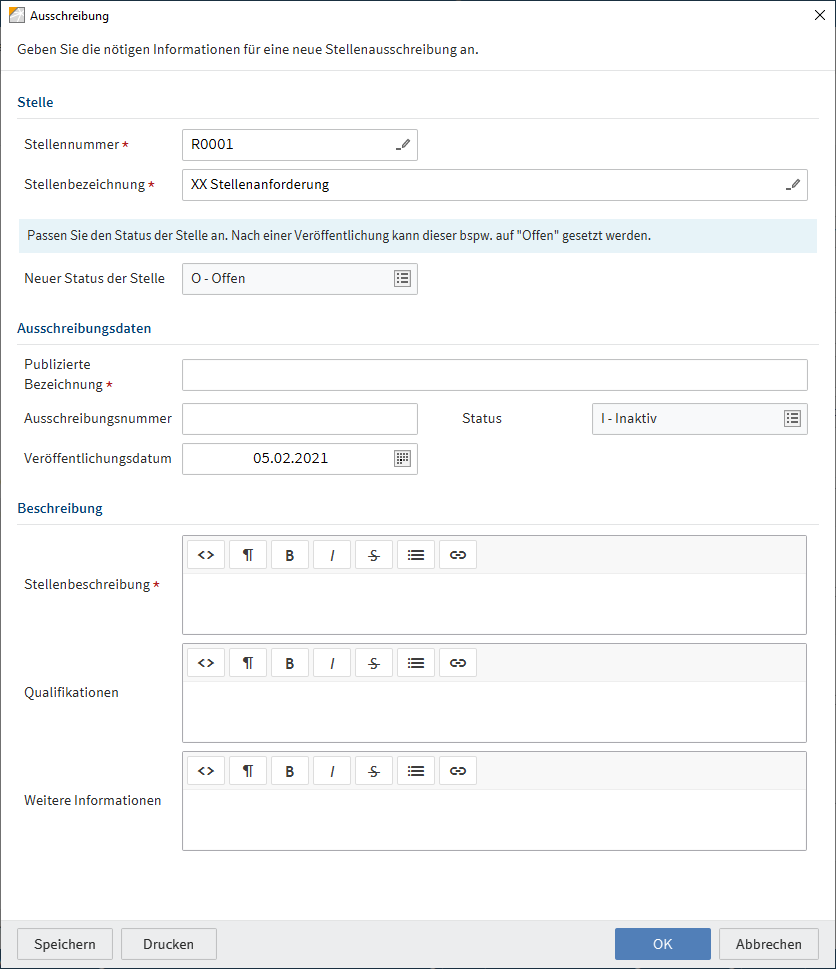 Ausschreibung
Geben Sie die nötigen Informationen für eine neue Stellenausschreibung an.
Stelle
Stellennummer * R0001
Stellenbezeichnung * XX Stellenanforderung
Passen Sie den Status der Stelle an. Nach einer Veröffentlichung kann dieser bspw. auf "Offen" gesetzt werden.
Neuer Status der Stelle O - Offen
Ausschreibungsdaten
Publizierte
Bezeichnung *
Ausschreibungsnummer Status I - Inaktiv
Veröffentlichungsdatum 05.02.2021
Beschreibung
<> ¶ B I S
Stellenbeschreibung *
<> ¶ B I S
Qualifikationen
<> ¶ B I S
Weitere Informationen
Speichern Drucken OK Abbrechen